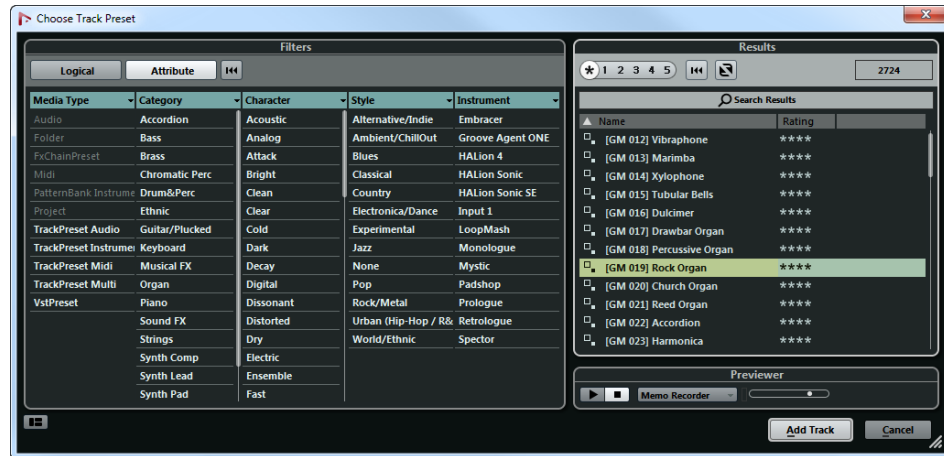 Choose Track Preset
Filters
Logical Attribute
Media Type Category Character Style Instrument
Audio Accordion Acoustic Alternative/Indie Embracer
Folder Bass Analog Ambient/ChillOut Groove Agent ONE
FxChainPreset Brass Attack Blues HALion 4
Midi Chromatic Perc Bright Classical HALion Sonic
PatternBank Instrume Drum&Perc Clean Country HALion Sonic SE
Project Ethnic Clear Electronica/Dance Input 1
TrackPreset Audio Guitar/Plucked Cold Experimental LoopMash
TrackPreset Instrumen Keyboard Dark Jazz Monologue
TrackPreset Midi Musical FX Decay None Mystic
TrackPreset Multi Organ Digital Pop Padshop
VstPreset Piano Dissonant Rock/Metal Prologue
Sound FX Distorted Urban (Hip-Hop / R& Retrologue
Strings Dry World/Ethnic Spector
Synth Comp Electric
Synth Lead Ensemble
Synth Pad Fast
Results
* 1 2 3 4 5 2724
Search Results
Name Rating
[GM 012] Vibraphone ****
[GM 013] Marimba ****
[GM 014] Xylophone ****
[GM 015] Tubular Bells ****
[GM 016] Dulcimer ****
[GM 017] Drawbar Organ ****
[GM 018] Percussive Organ ****
[GM 019] Rock Organ ****
[GM 020] Church Organ ****
[GM 021] Reed Organ ****
[GM 022] Accordion ****
[GM 023] Harmonica ****
Previewer
Memo Recorder
Add Track Cancel